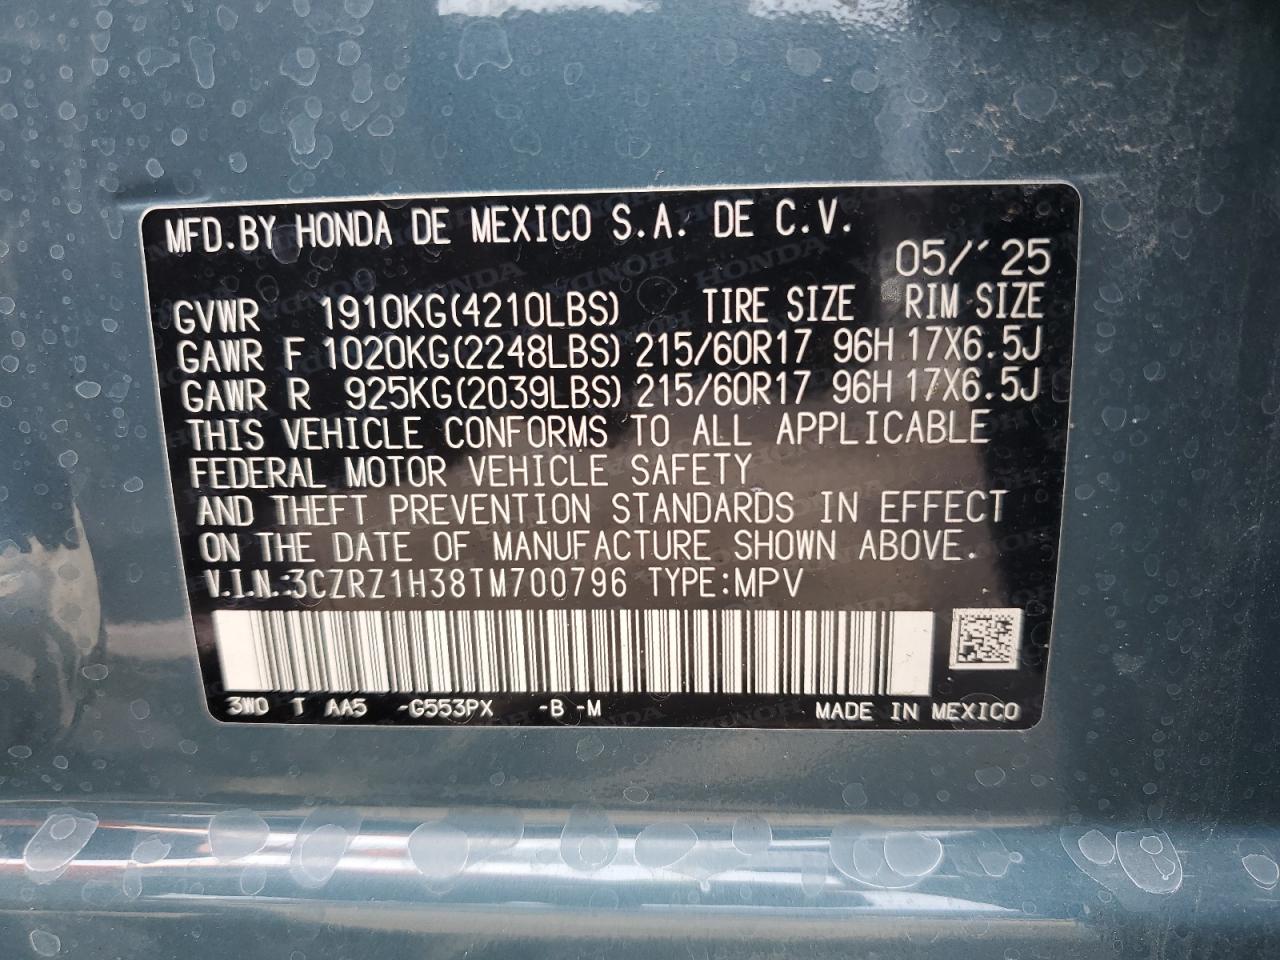 MFD.BY HONDA DE MEXICO S.A. DE C.V.
05/'25
GVWR 1910KG(4210LBS) TIRE SIZE RIM SIZE
GAWR F 1020KG(2248LBS) 215/60R17 96H 17X6.5J
GAWR R 925KG(2039LBS) 215/60R17 96H 17X6.5J
THIS VEHICLE CONFORMS TO ALL APPLICABLE
FEDERAL MOTOR VEHICLE SAFETY
AND THEFT PREVENTION STANDARDS IN EFFECT
ON THE DATE OF MANUFACTURE SHOWN ABOVE.
V.I.N.:3CZRZ1H38TM700796 TYPE:MPV
3W0 T AA5 -G553PX -B -M MADE IN MEXICO